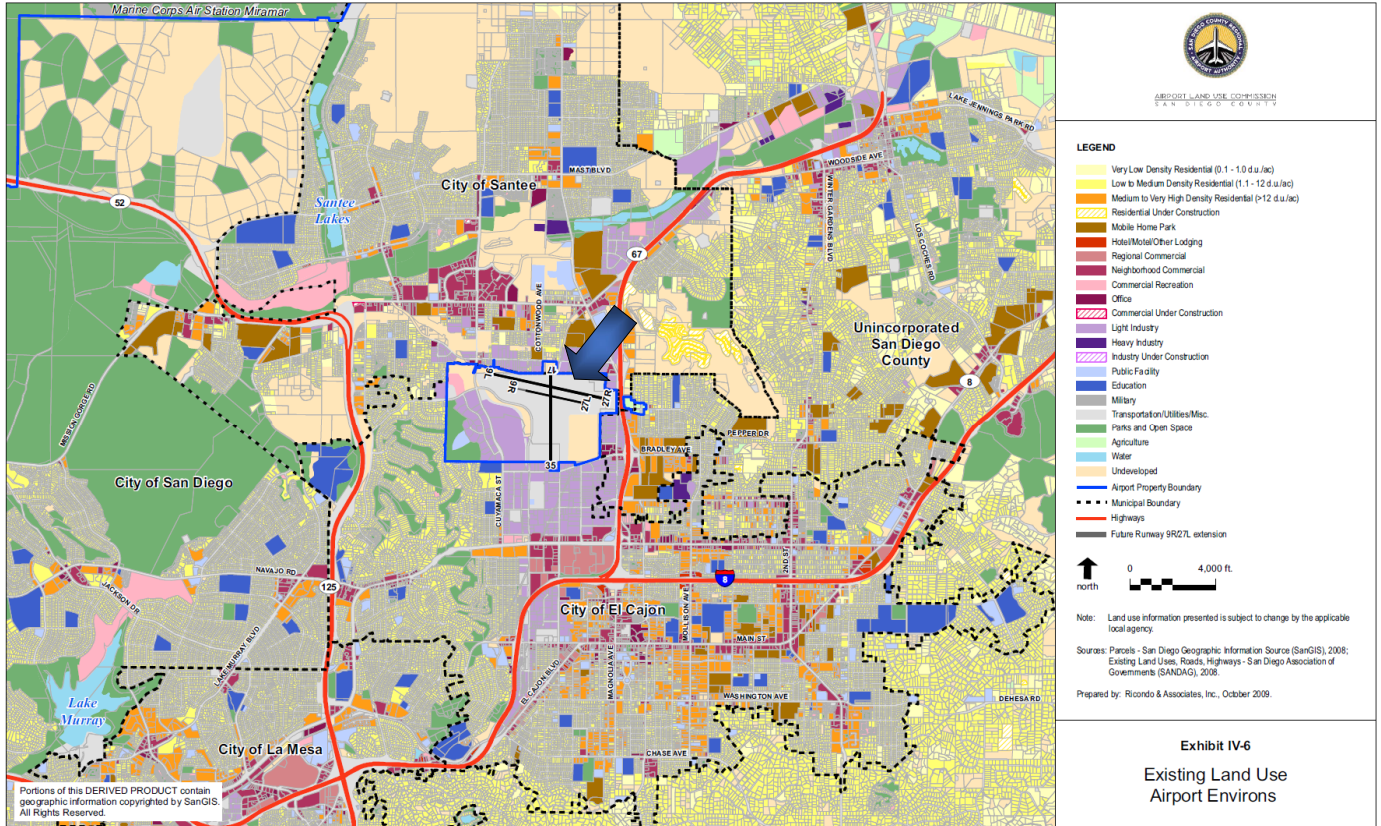 Marine Corps Air Station Miramar
LAKE JENNINGS PARK RD
WOODSIDE AVE
MAST BLVD
City of Santee
52
Santee
Lakes
WINTER GARDENS BLVD
LOS COCHES RD
67
COTTONWOOD AVE
Unincorporated
San Diego
County
8
MISSION GORGE RD
9L
9R
17
27L
27R
35
PEPPER DR
BRADLEY AVE
City of San Diego
CUYAMACA ST
NAVAJO RD
JACKSON DR
125
2ND ST
8
City of El Cajon
MOLLISON AVE
MAIN ST
LAKE MURRAY BLVD
MAGNOLIA AVE
EL CAJON BLVD
WASHINGTON AVE
DEHESA RD
Lake
Murray
City of La Mesa
CHASE AVE
Portions of this DERIVED PRODUCT contain
geographic information copyrighted by SanGIS.
All Rights Reserved.
SAN DIEGO COUNTY REGIONAL
AIRPORT AUTHORITY
AIRPORT LAND USE COMMISSION
SAN DIEGO COUNTY
LEGEND
Very Low Density Residential (0.1 - 1.0 d.u./ac)
Low to Medium Density Residential (1.1 - 12 d.u./ac)
Medium to Very High Density Residential (>12 d.u./ac)
Residential Under Construction
Mobile Home Park
Hotel/Motel/Other Lodging
Regional Commercial
Neighborhood Commercial
Commercial Recreation
Office
Commercial Under Construction
Light Industry
Heavy Industry
Industry Under Construction
Public Facility
Education
Military
Transportation/Utilities/Misc.
Parks and Open Space
Agriculture
Water
Undeveloped
Airport Property Boundary
Municipal Boundary
Highways
Future Runway 9R/27L extension
north
0 4,000 ft.
Note: Land use information presented is subject to change by the applicable
local agency.
Sources: Parcels - San Diego Geographic Information Source (SanGIS), 2008;
Existing Land Uses, Roads, Highways - San Diego Association of
Governments (SANDAG), 2008.
Prepared by: Ricondo & Associates, Inc., October 2009.
Exhibit IV-6
Existing Land Use
Airport Environs